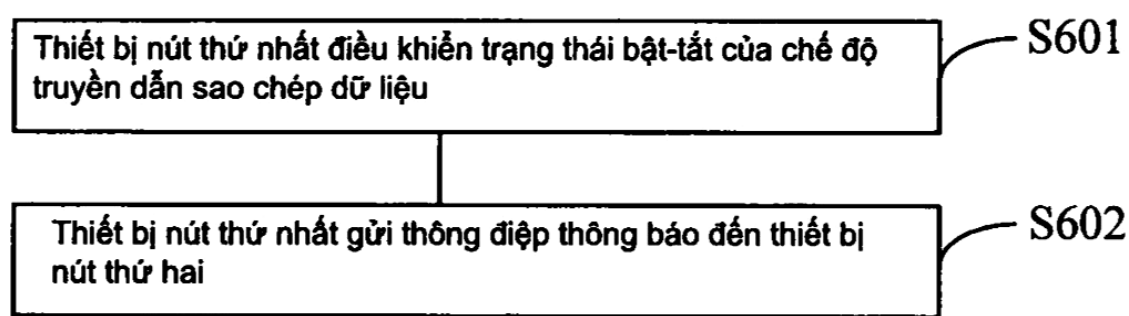 Thiết bị nút thứ nhất điều khiển trạng thái bật-tắt của chế độ
truyền dẫn sao chép dữ liệu
S601
Thiết bị nút thứ nhất gửi thông điệp thông báo đến thiết bị
nút thứ hai
S602